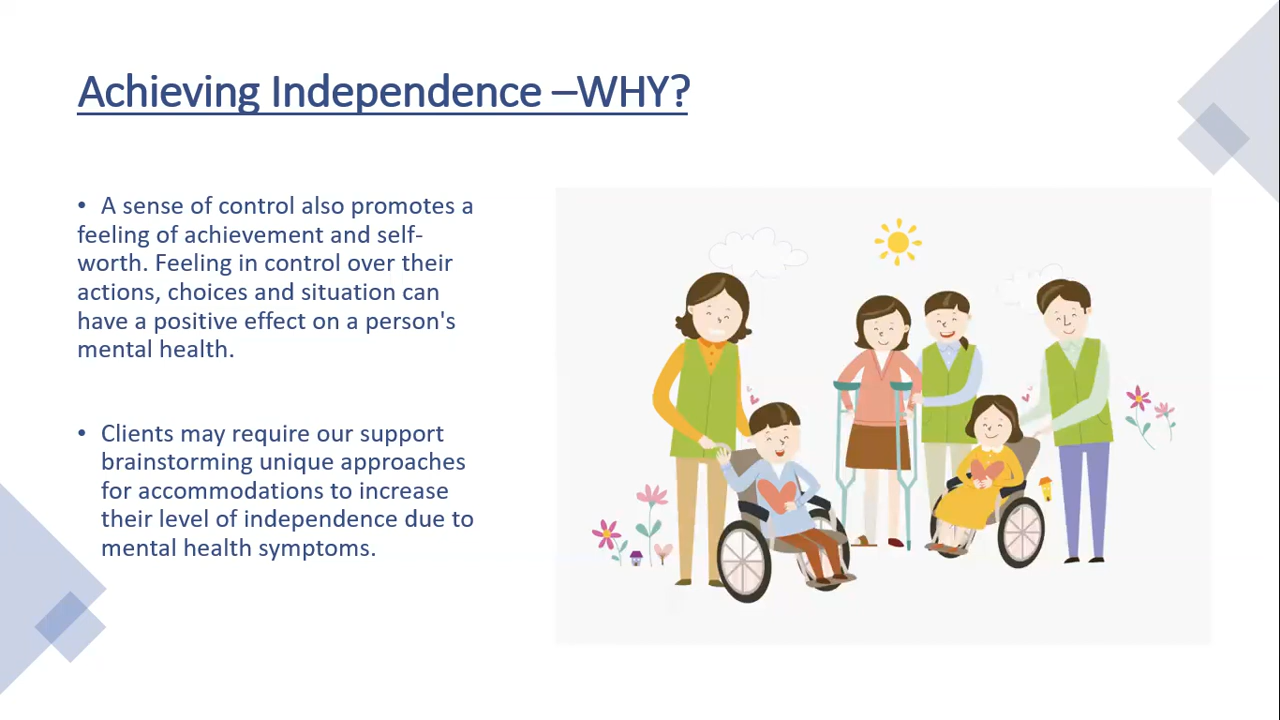 Achieving Independence –WHY?
• A sense of control also promotes a
feeling of achievement and self-
worth. Feeling in control over their
actions, choices and situation can
have a positive effect on a person's
mental health.
• Clients may require our support
brainstorming unique approaches
for accommodations to increase
their level of independence due to
mental health symptoms.